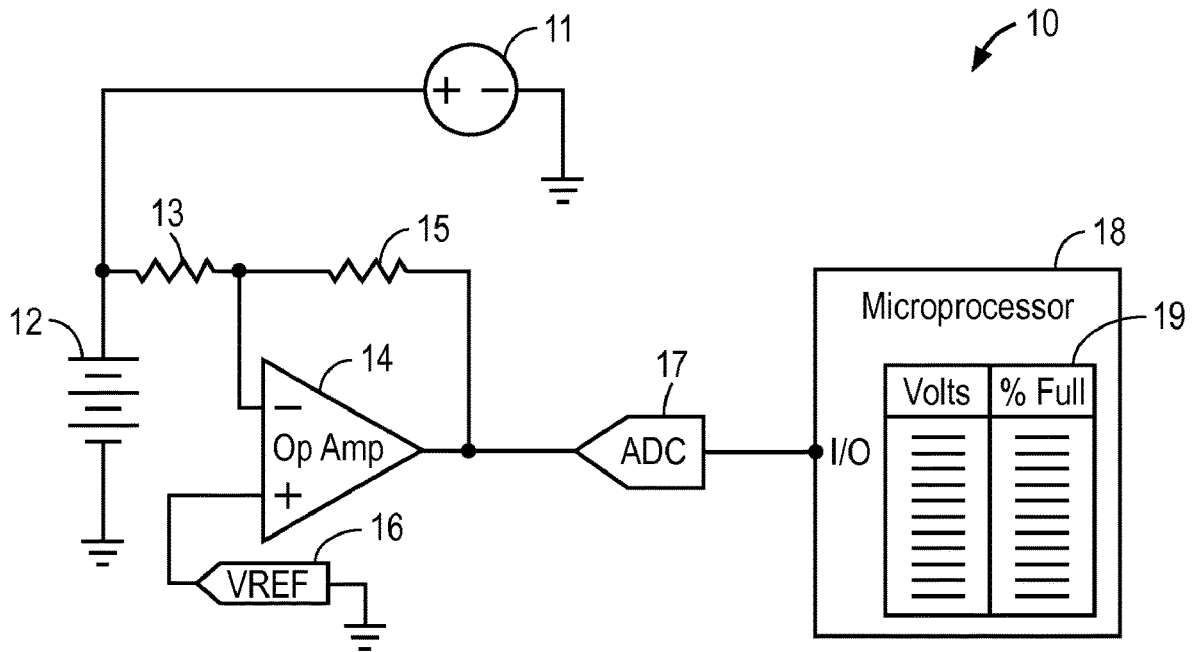 10
11
+ −
13
15
18
Microprocessor
12
19
14
17
Volts % Full
−
Op Amp
ADC
I/O
+
16
VREF